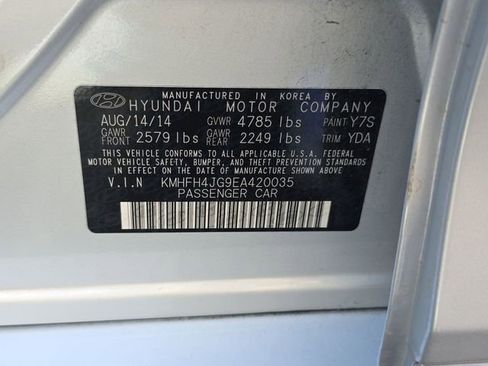 MANUFACTURED IN KOREA BY
HYUNDAI MOTOR COMPANY
AUG/14/14 GVWR 4785 lbs PAINT Y7S
GAWR FRONT 2579 lbs GAWR REAR 2249 lbs TRIM YDA
THIS VEHICLE CONFORMS TO ALL APPLICABLE U.S.A. FEDERAL
MOTOR VEHICLE SAFETY, BUMPER, AND THEFT PREVENTION STANDARDS
IN EFFECT ON THE DATE OF MANUFACTURE SHOWN ABOVE
V.I.N KMHFH4JG9EA420035
PASSENGER CAR